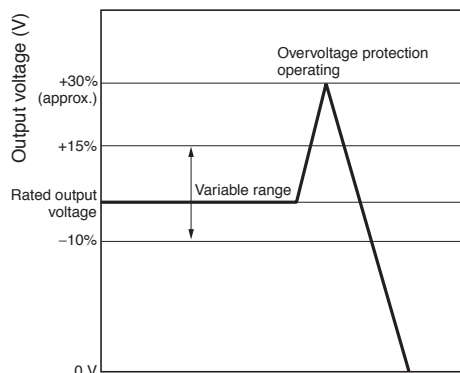 Output voltage (V)
Overvoltage protection
operating
+30%
(approx.)
+15%
Rated output
voltage
Variable range
−10%
0 V